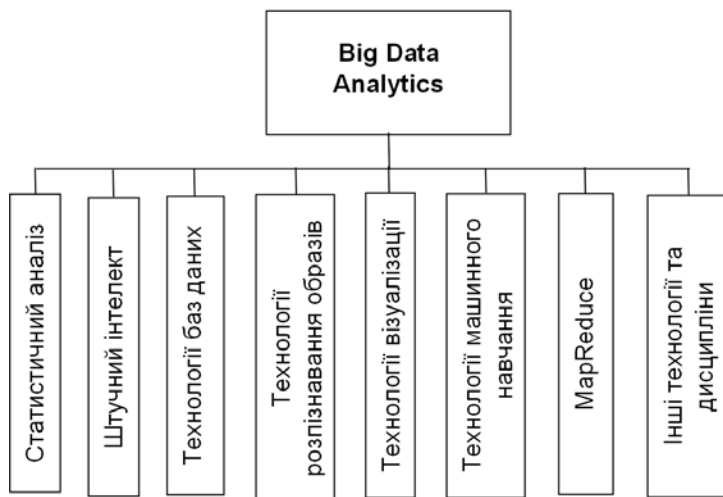 Big Data
Analytics
Статистичний аналіз
Штучний інтелект
Технології баз даних
Технології
розпізнавання образів
Технології візуалізації
Технології машинного
навчання
MapReduce
Інші технології та
дисципліни